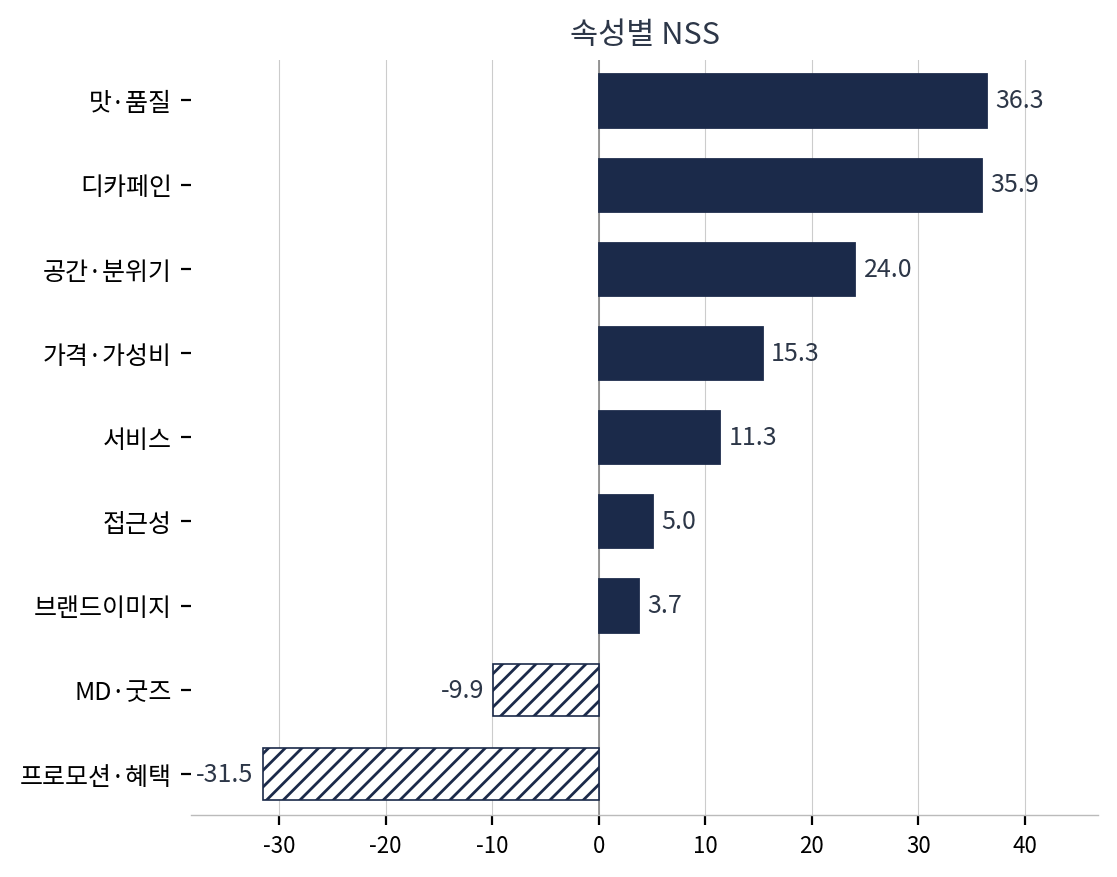 속성별 NSS
맛·품질 36.3
디카페인 35.9
공간·분위기 24.0
가격·가성비 15.3
서비스 11.3
접근성 5.0
브랜드이미지 3.7
MD·굿즈 -9.9
프로모션·혜택 -31.5
-30 -20 -10 0 10 20 30 40